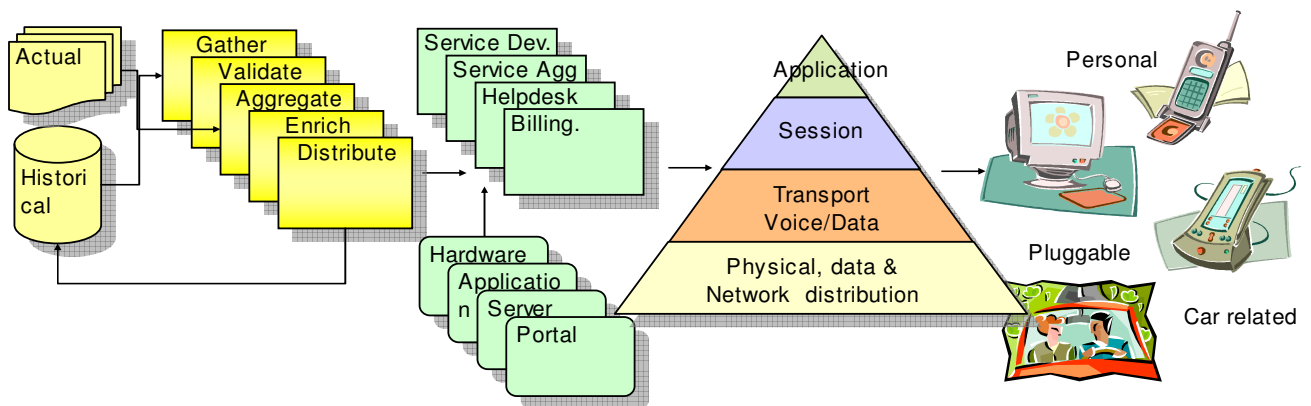 Actual
Histori
cal
Gather
Validate
Aggregate
Enrich
Distribute
Service Dev.
Service Agg
Helpdesk
Billing.
Hardware
Applicatio
n
Server
Portal
Application
Session
Transport
Voice/Data
Physical, data &
Network distribution
Personal
Pluggable
Car related